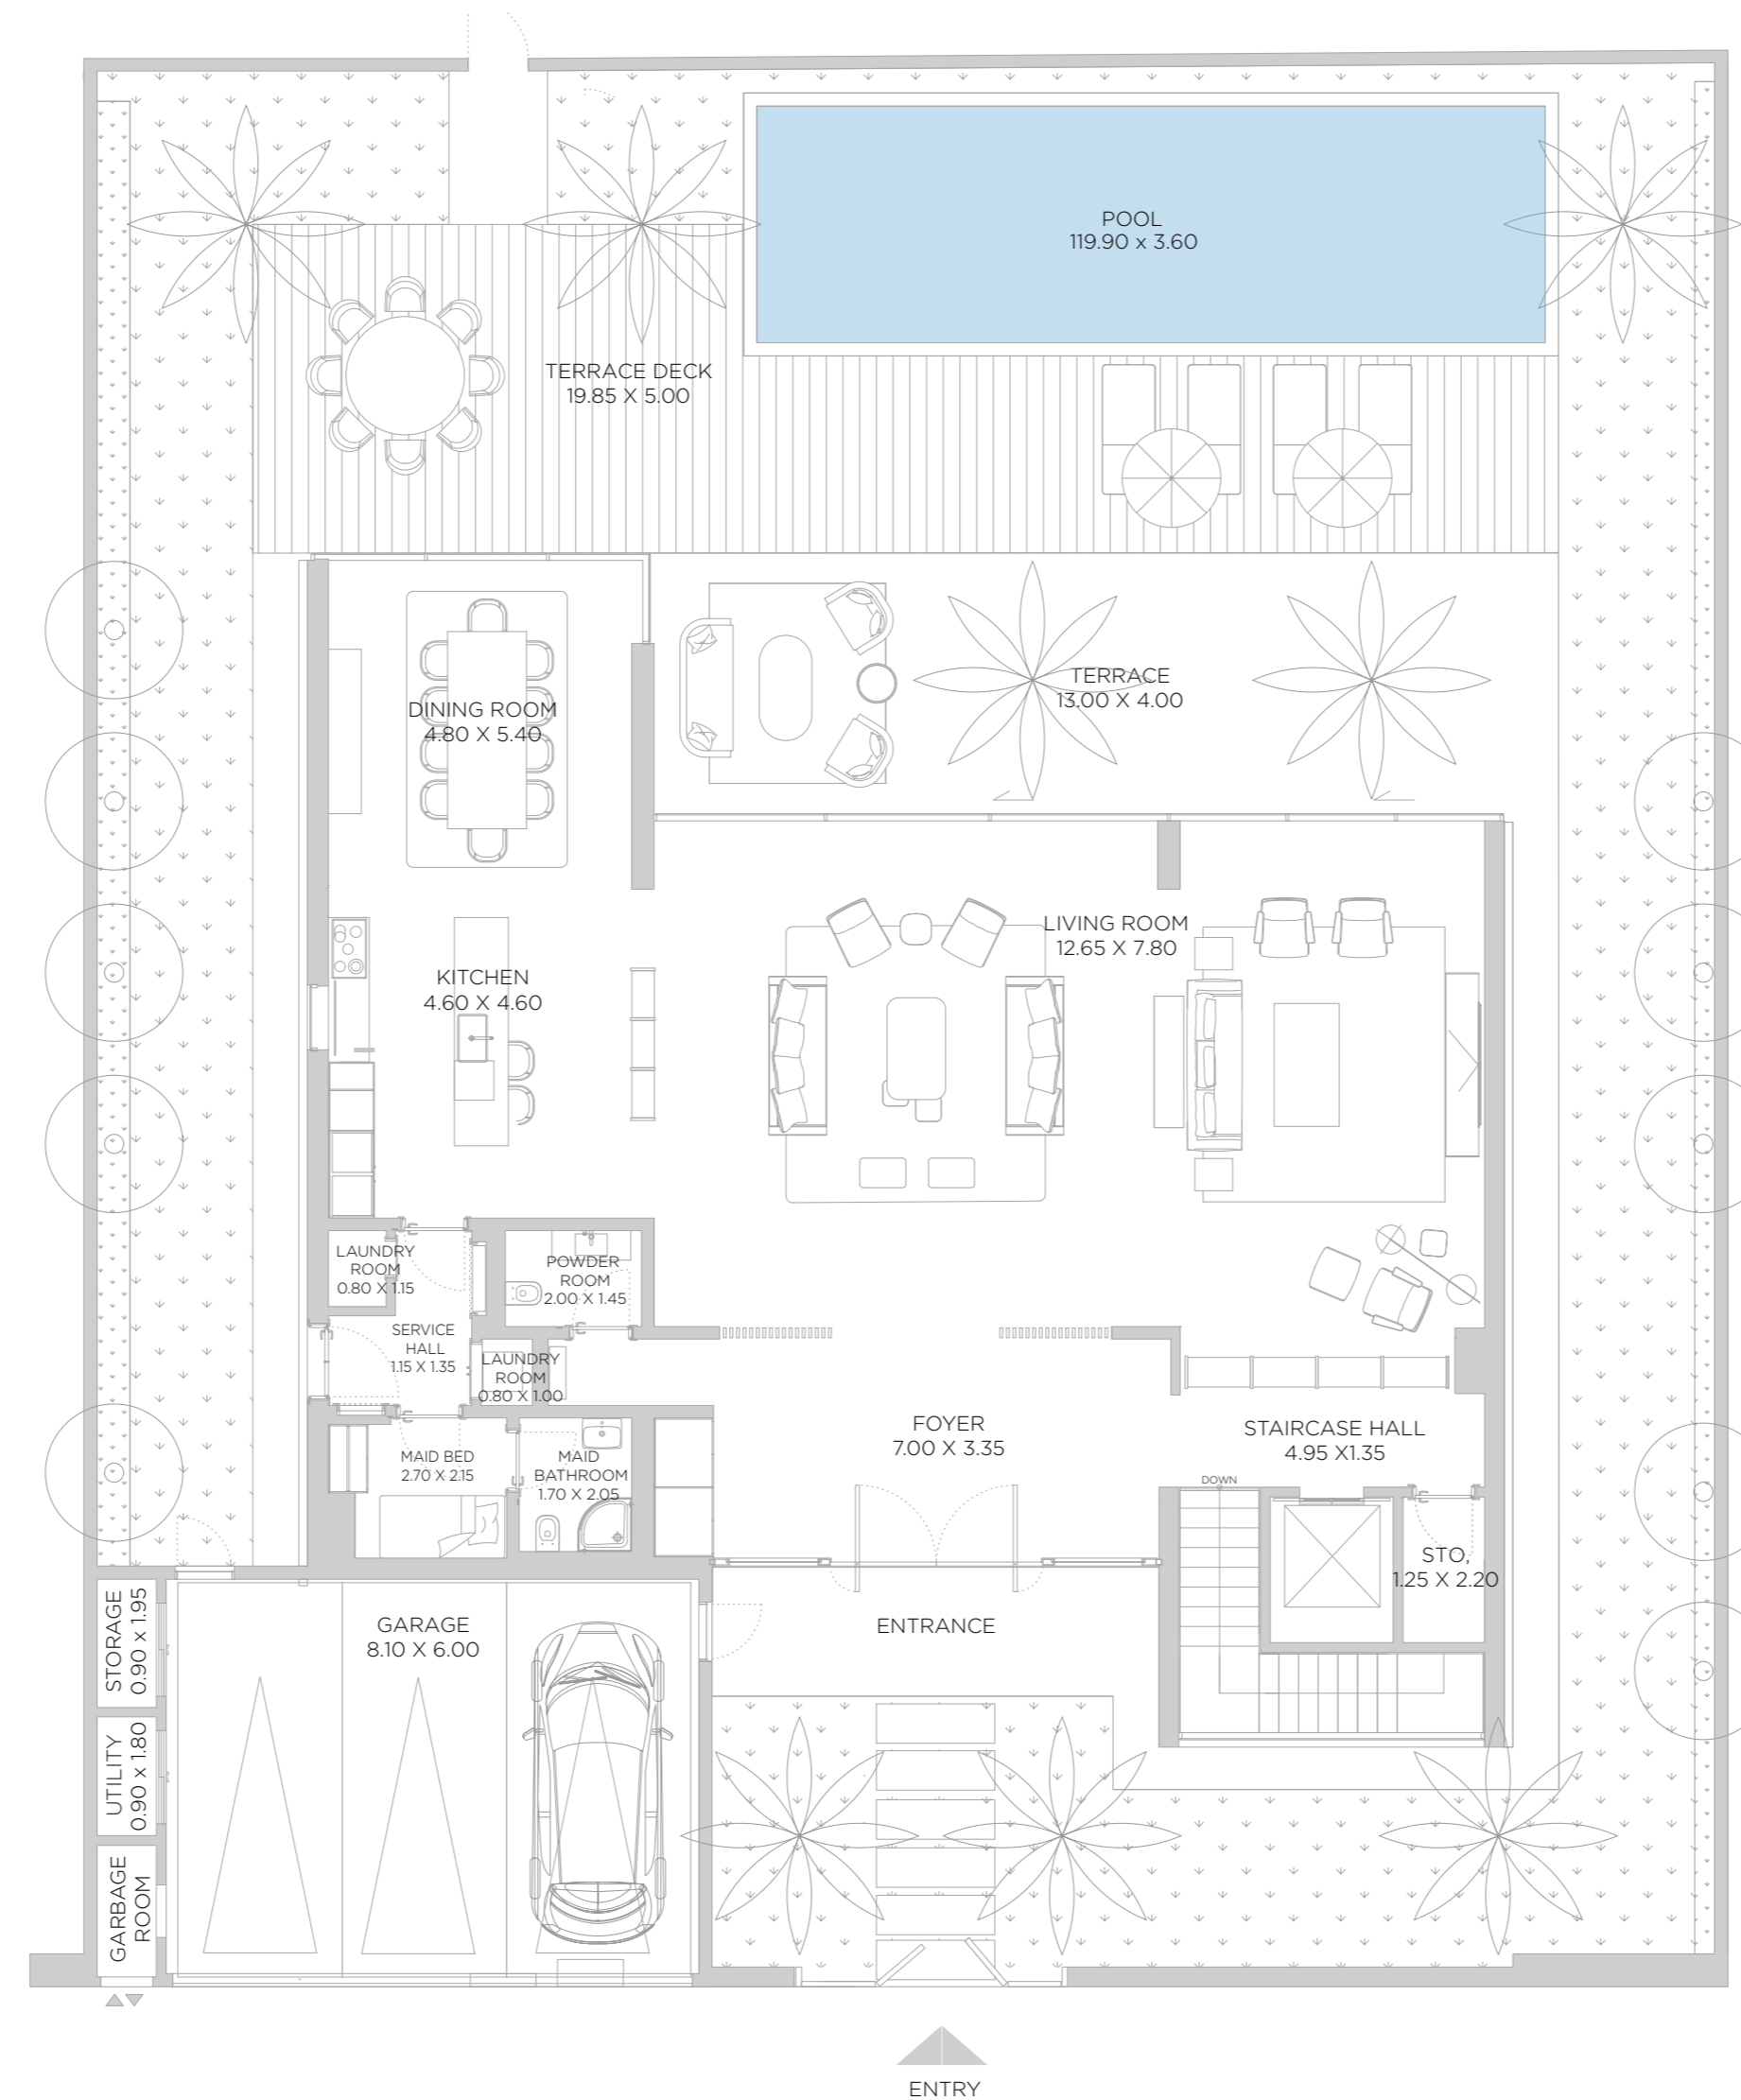 POOL
119.90 x 3.60
TERRACE DECK
19.85 X 5.00
TERRACE
13.00 X 4.00
DINING ROOM
4.80 X 5.40
LIVING ROOM
12.65 X 7.80
KITCHEN
4.60 X 4.60
LAUNDRY
ROOM
0.80 X 1.15
POWDER
ROOM
2.00 X 1.45
SERVICE
HALL
1.15 X 1.35
LAUNDRY
ROOM
0.80 X 1.00
FOYER
7.00 X 3.35
STAIRCASE HALL
4.95 X1.35
MAID BED
2.70 X 2.15
MAID
BATHROOM
1.70 X 2.05
DOWN
STO,
1.25 X 2.20
STORAGE
0.90 x 1.95
GARAGE
8.10 X 6.00
ENTRANCE
UTILITY
0.90 x 1.80
GARBAGE
ROOM
ENTRY